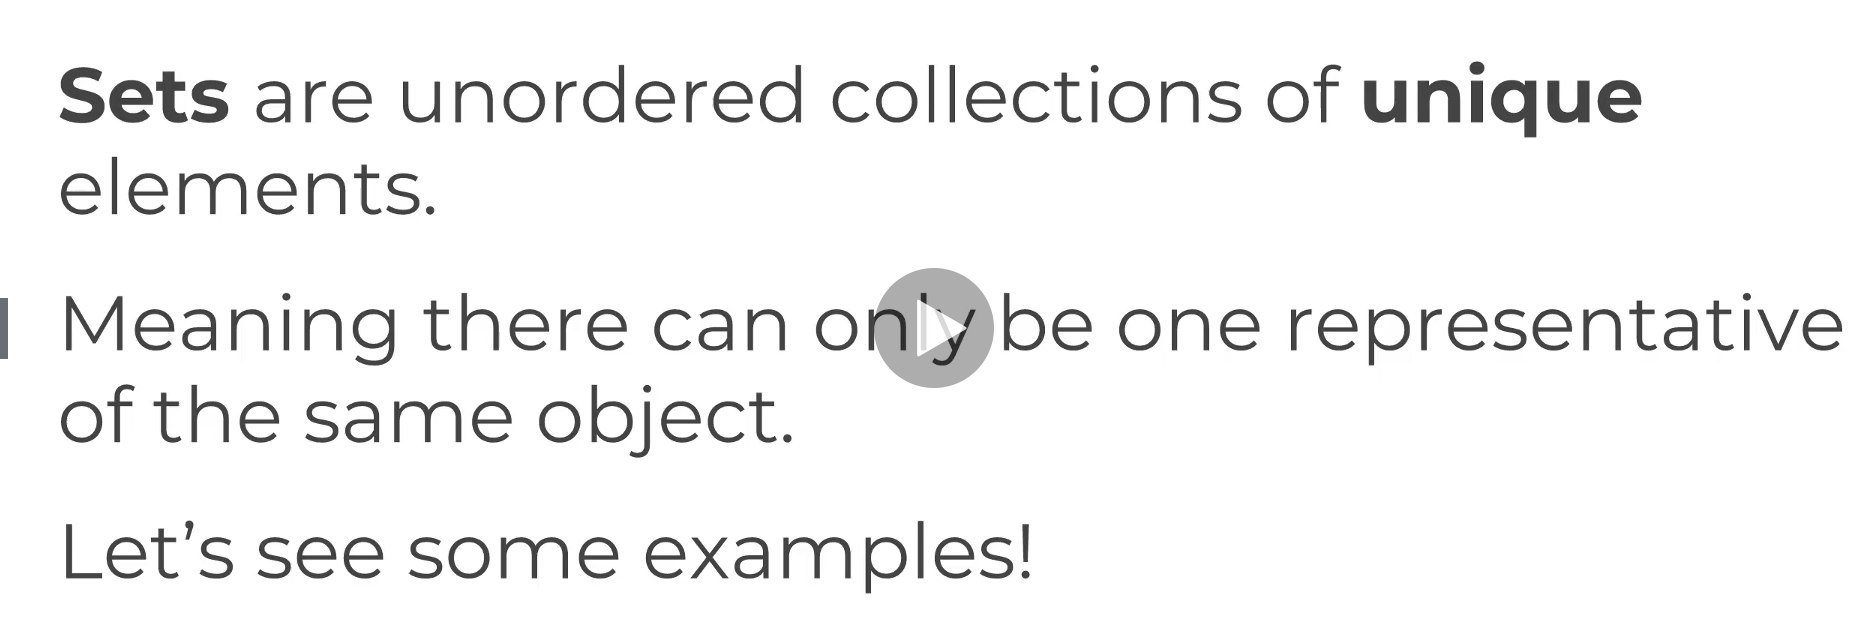 Sets are unordered collections of unique
elements.
Meaning there can only be one representative
of the same object.
Let’s see some examples!